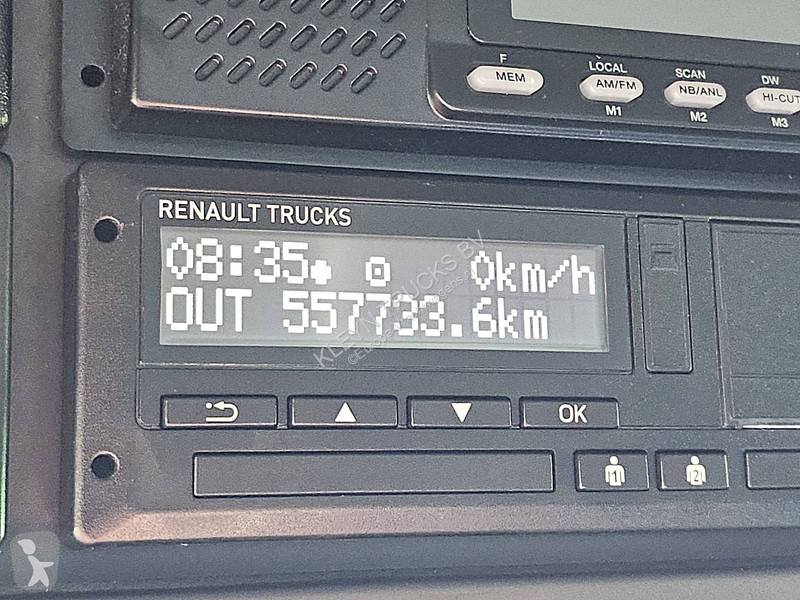 F
MEM
LOCAL
AM/FM
M1
SCAN
NB/ANL
M2
DW
HI-CUT
M3
RENAULT TRUCKS
08:35 0km/h
OUT 557733.6km
KLEYN TRUCKS BV
OK
1
2